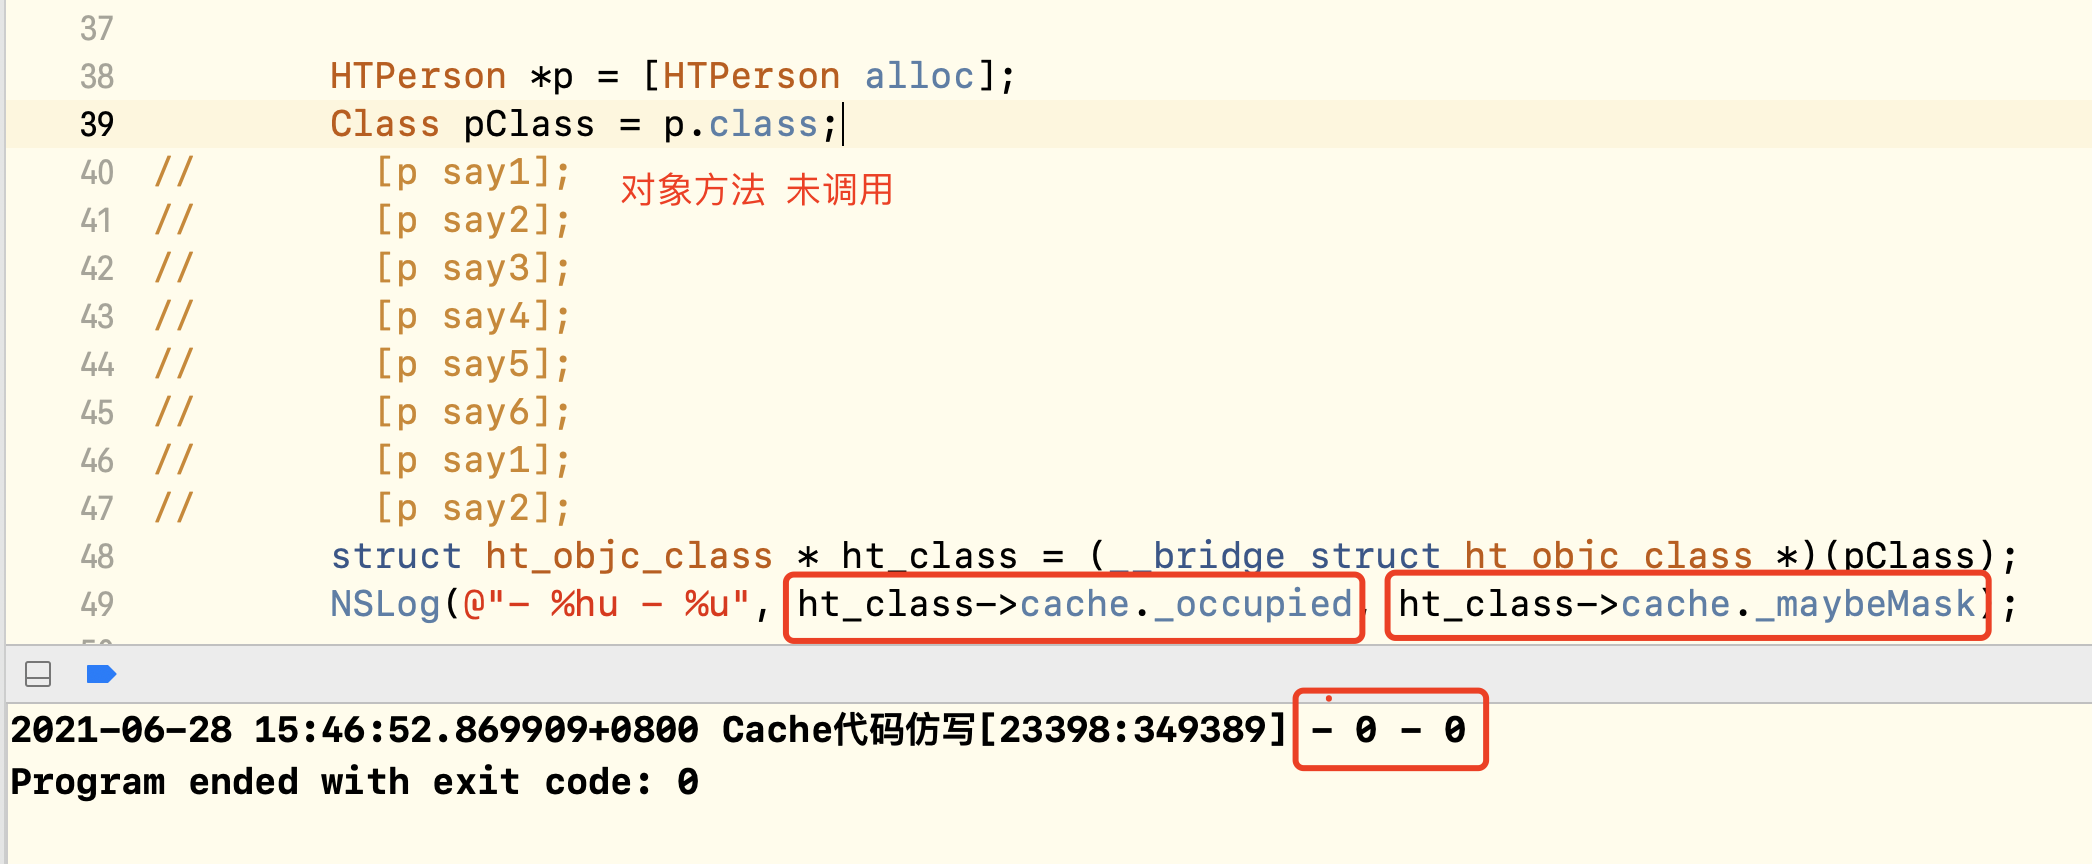 37
38 HTPerson *p = [HTPerson alloc];
39 Class pClass = p.class;
40 // [p say1];
对象方法 未调用
41 // [p say2];
42 // [p say3];
43 // [p say4];
44 // [p say5];
45 // [p say6];
46 // [p say1];
47 // [p say2];
48 struct ht_objc_class * ht_class = (__bridge struct ht_objc_class *)(pClass);
49 NSLog(@"- %hu - %u", ht_class->cache._occupied, ht_class->cache._maybeMask);
2021-06-28 15:46:52.869909+0800 Cache代码仿写[23398:349389] - 0 - 0
Program ended with exit code: 0